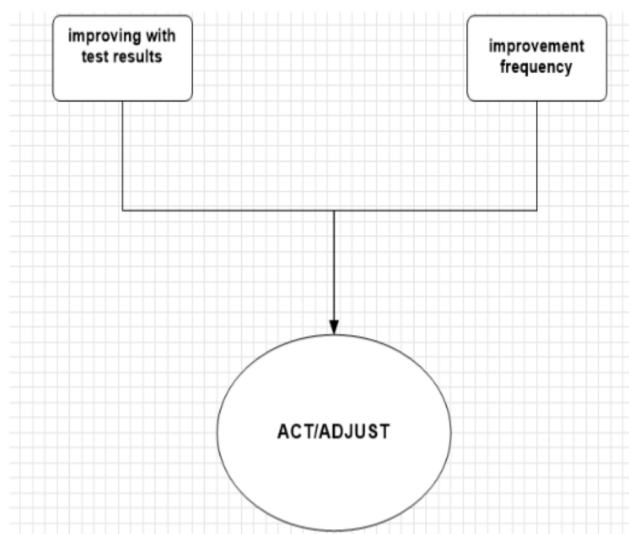 improving with
test results
improvement
frequency
ACT/ADJUST